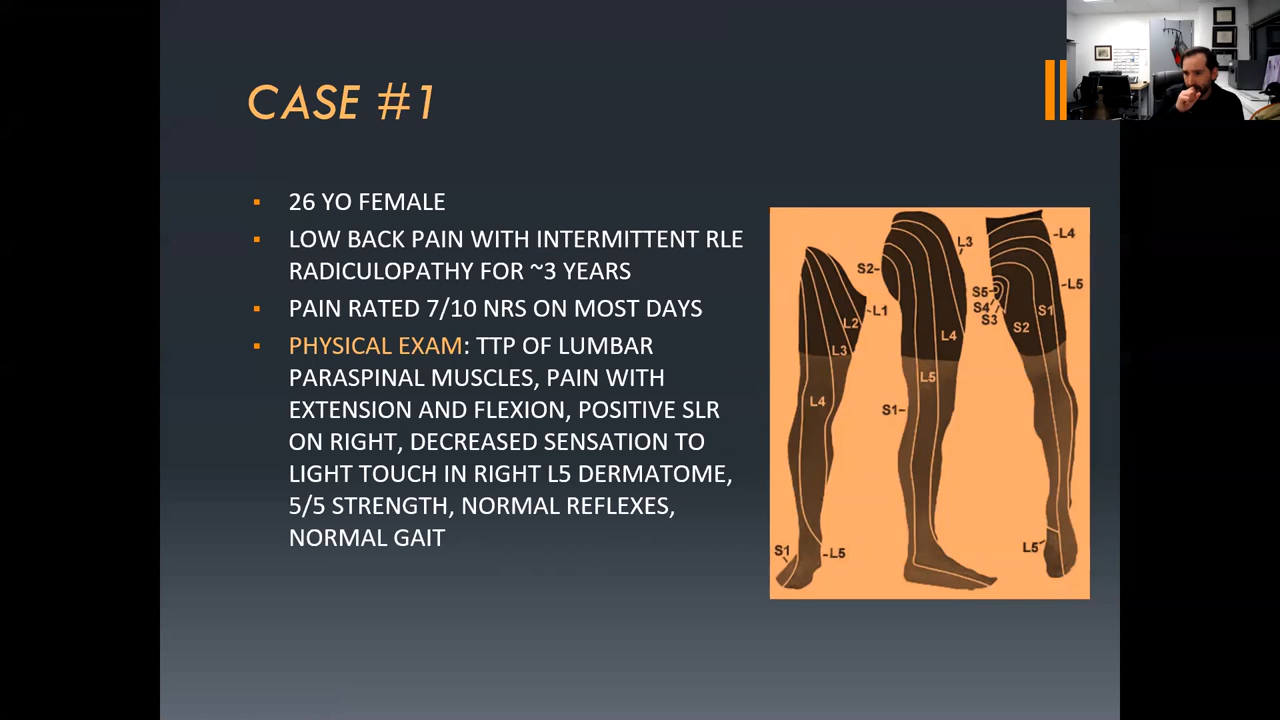 CASE #1
26 YO FEMALE
LOW BACK PAIN WITH INTERMITTENT RLE
RADICULOPATHY FOR ~3 YEARS
PAIN RATED 7/10 NRS ON MOST DAYS
PHYSICAL EXAM: TTP OF LUMBAR
PARASPINAL MUSCLES, PAIN WITH
EXTENSION AND FLEXION, POSITIVE SLR
ON RIGHT, DECREASED SENSATION TO
LIGHT TOUCH IN RIGHT L5 DERMATOME,
5/5 STRENGTH, NORMAL REFLEXES,
NORMAL GAIT
L1
L2
L3
L4
S1
L5
S2
L3
L4
L5
S1
L4
L5
S5
S4
S3
S2
S1
L5